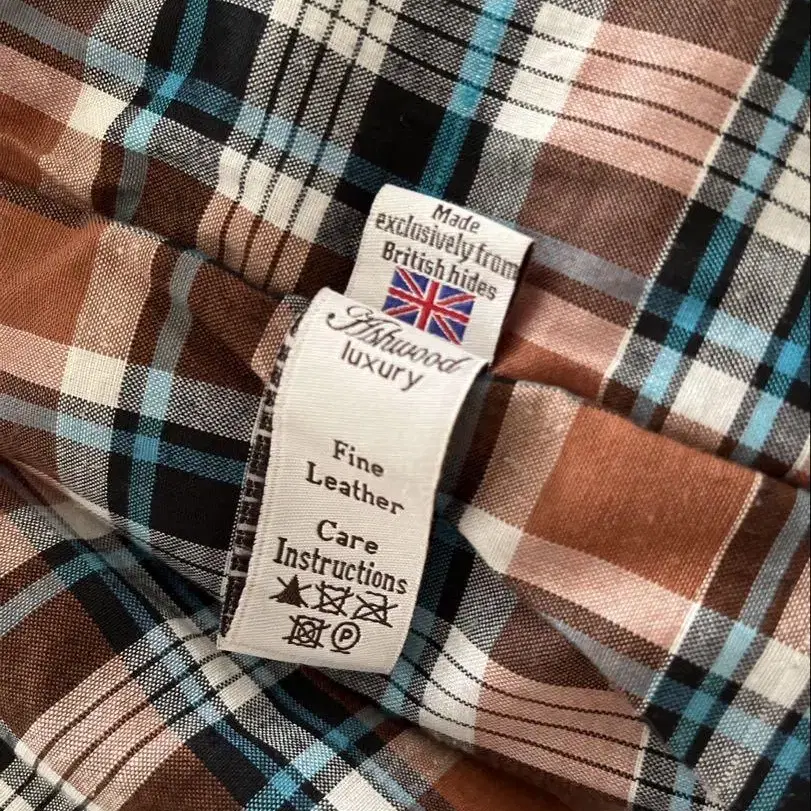 Made
exclusively from
British hides
Ashwood
luxury
Fine
Leather
Care
Instructions
P